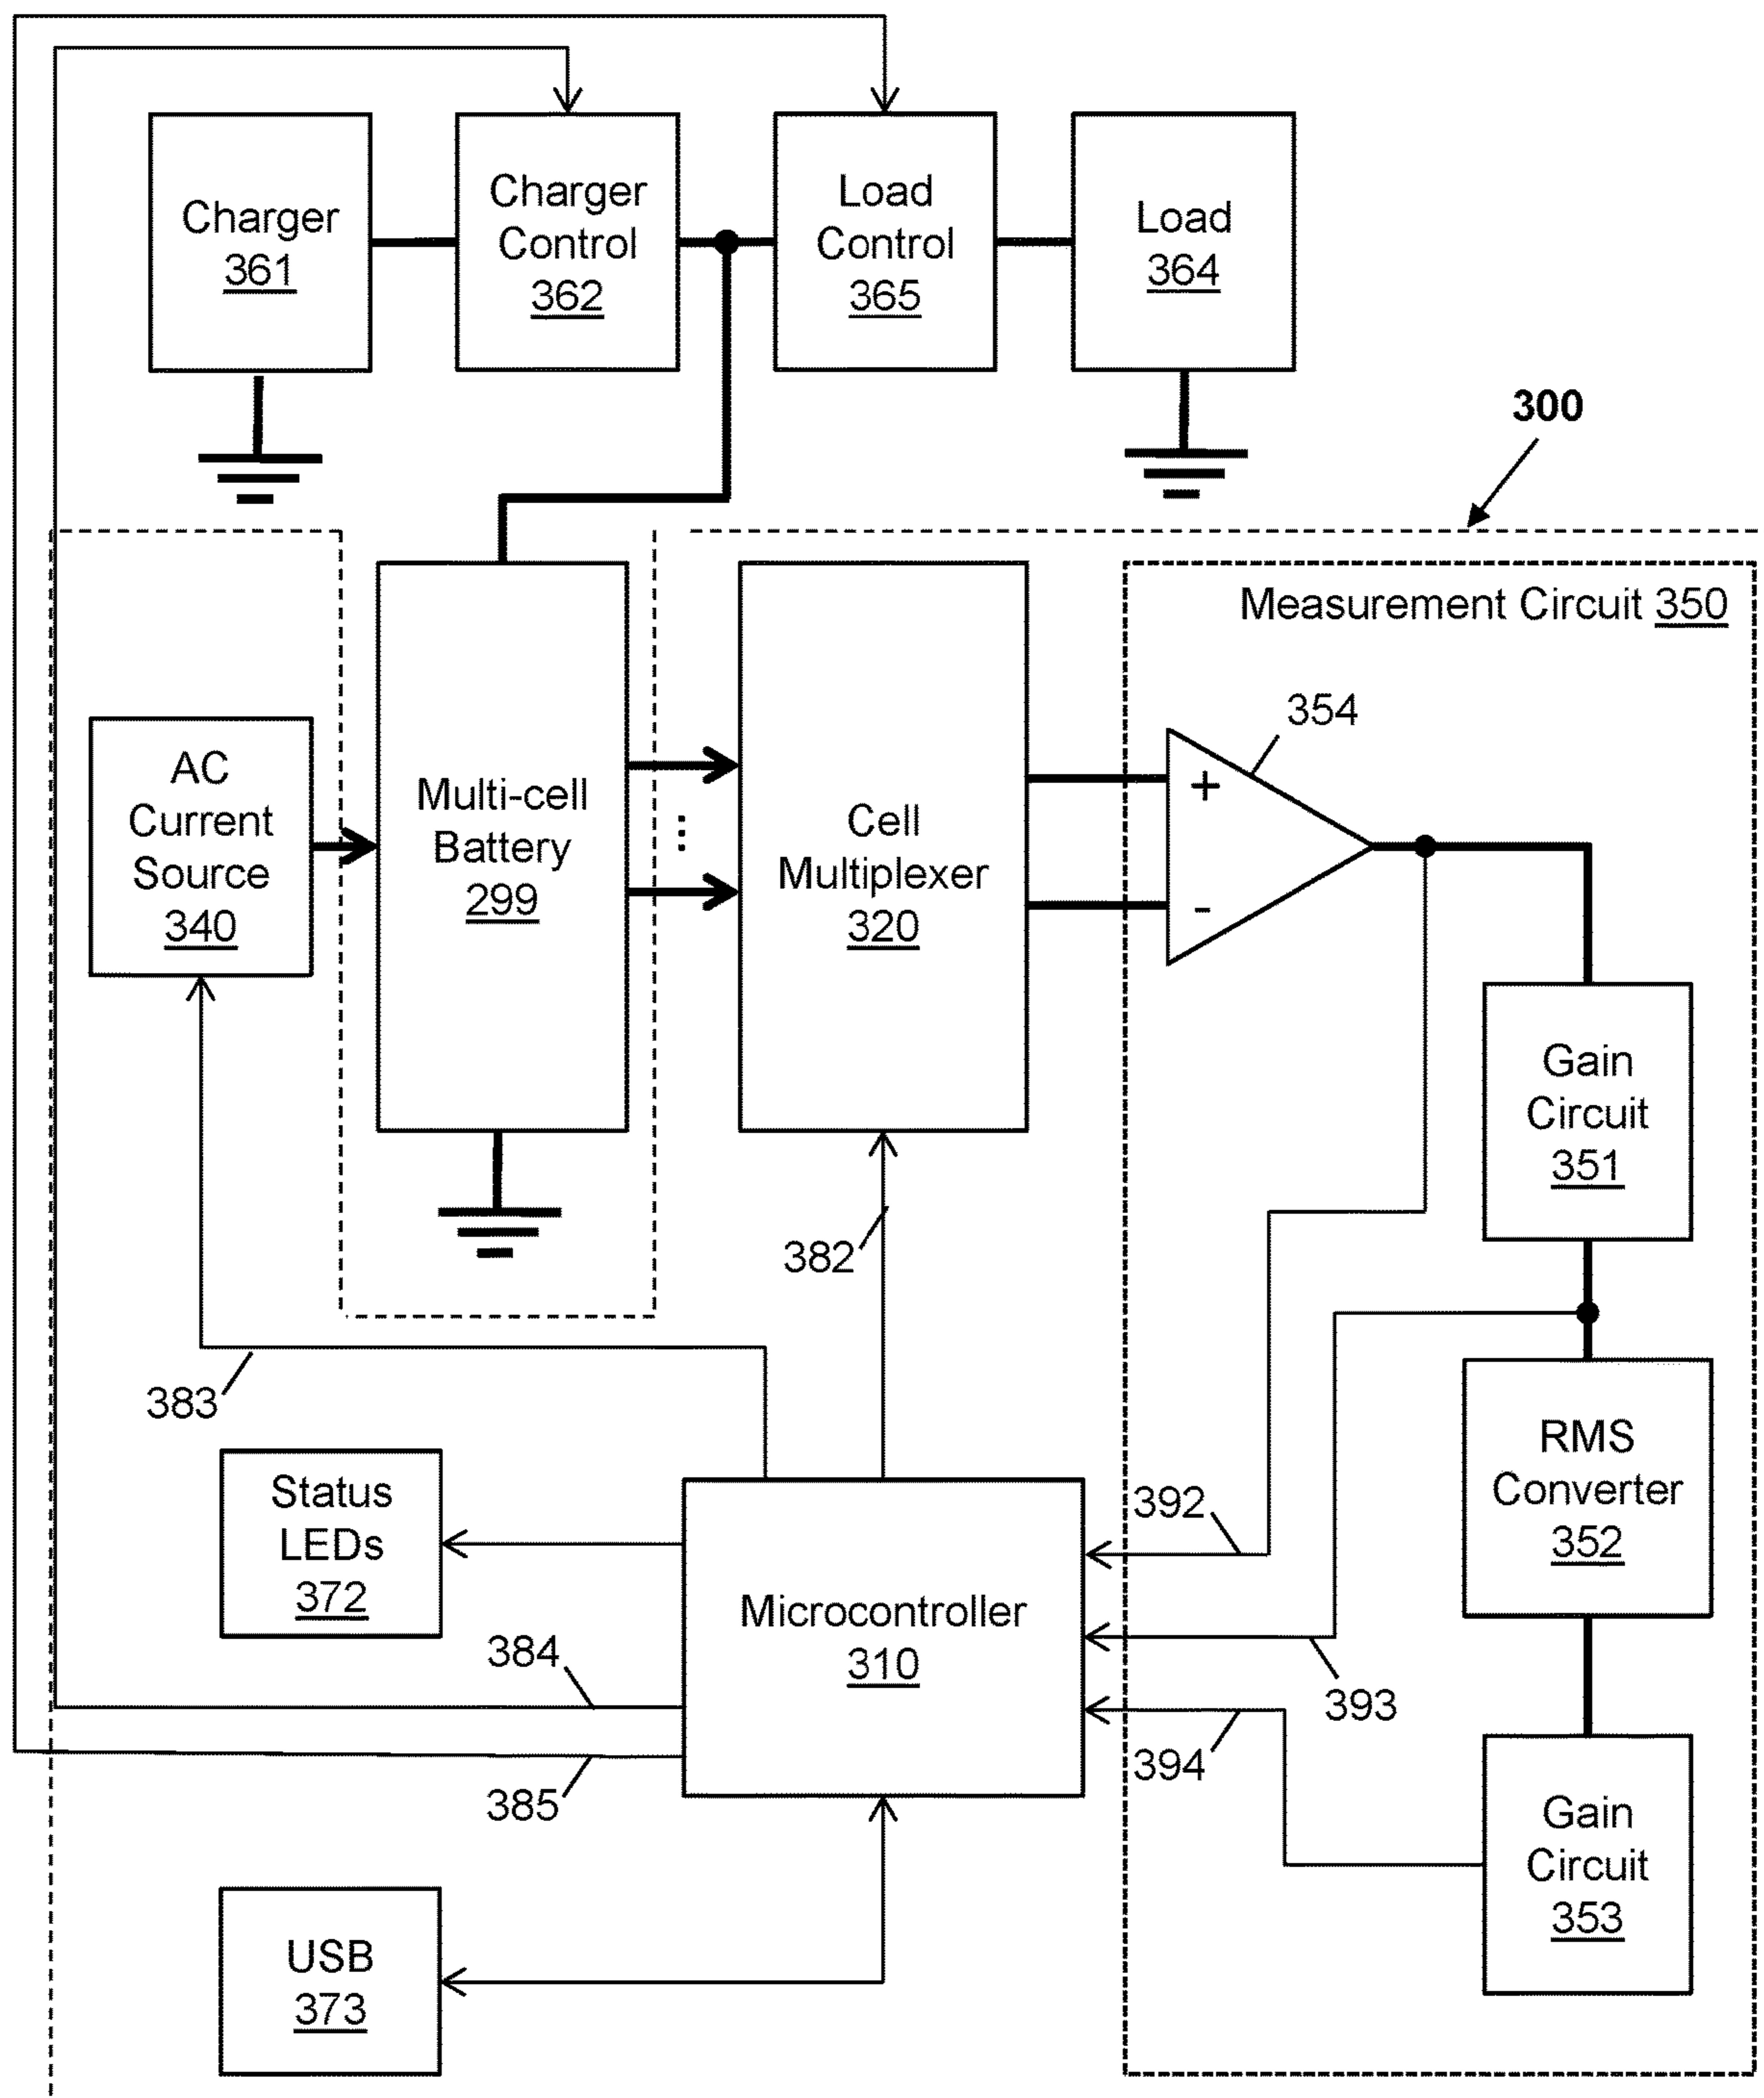 Charger
361
Charger
Control
362
Load
Control
365
Load
364
300
Measurement Circuit 350
354
AC
Current
Source
340
Multi-cell
Battery
299
...
Cell
Multiplexer
320
+
-
Gain
Circuit
351
382
383
Status
LEDs
372
392
RMS
Converter
352
Microcontroller
310
384
393
394
385
Gain
Circuit
353
USB
373